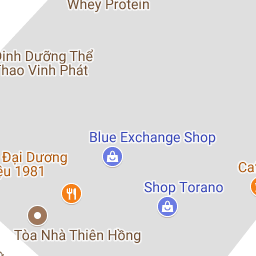 Whey Protein
Dinh Dưỡng Thể
Thao Vinh Phát
Blue Exchange Shop
Đại Dương
1981
Shop Torano
Tòa Nhà Thiên Hồng